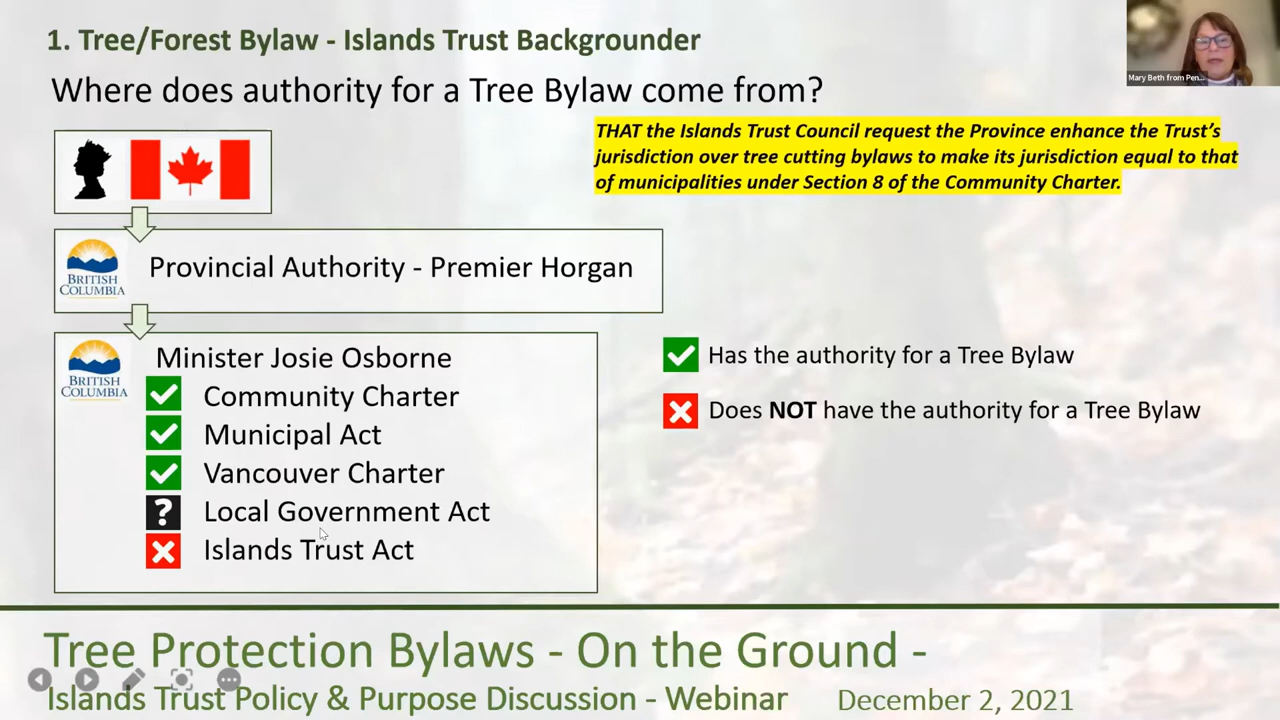 1. Tree/Forest Bylaw - Islands Trust Backgrounder
Where does authority for a Tree Bylaw come from?
Mary Beth from Pen...
THAT the Islands Trust Council request the Province enhance the Trust's
jurisdiction over tree cutting bylaws to make its jurisdiction equal to that
of municipalities under Section 8 of the Community Charter.
BRITISH
COLUMBIA
Provincial Authority - Premier Horgan
BRITISH
COLUMBIA
Minister Josie Osborne
Community Charter
Municipal Act
Vancouver Charter
? Local Government Act
Islands Trust Act
Has the authority for a Tree Bylaw
Does NOT have the authority for a Tree Bylaw
Tree Protection Bylaws - On the Ground -
Islands Trust Policy & Purpose Discussion - Webinar December 2, 2021